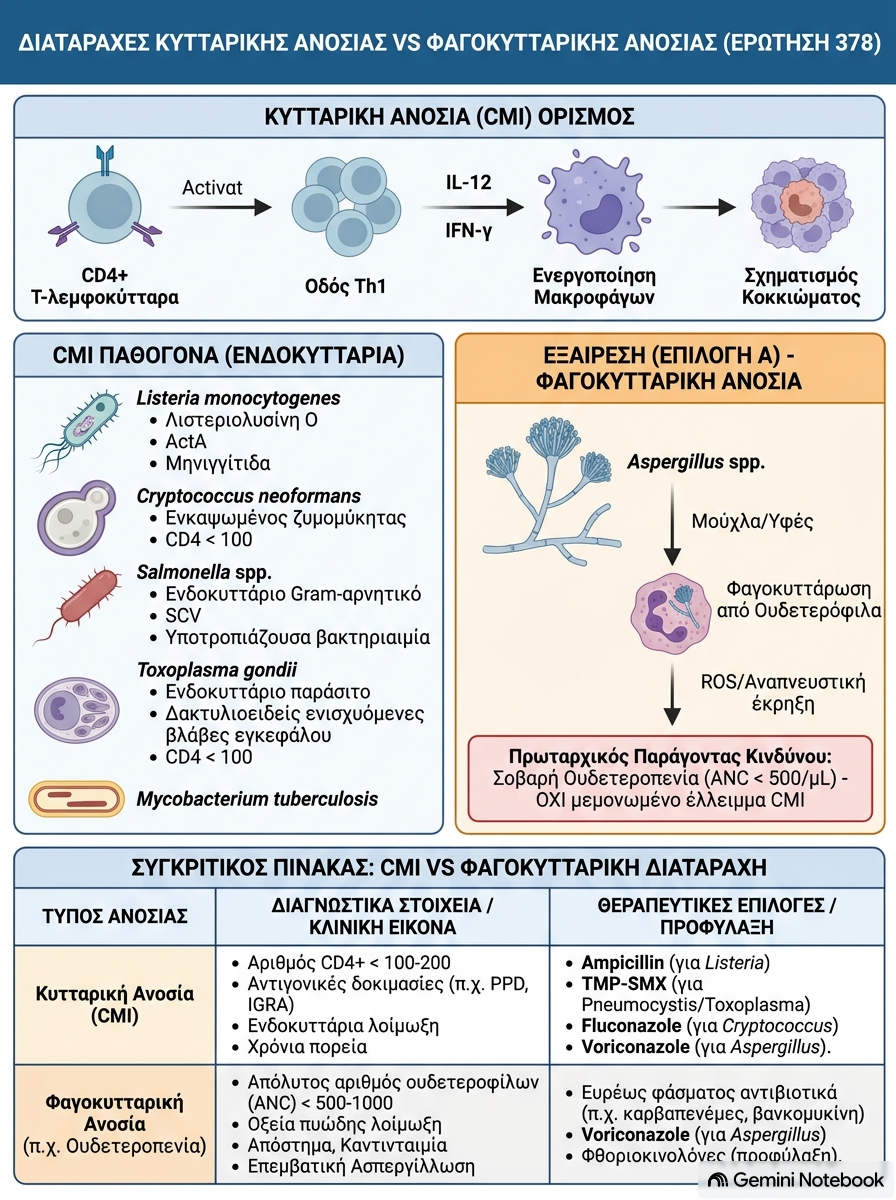 ΔΙΑΤΑΡΑΧΕΣ ΚΥΤΤΑΡΙΚΗΣ ΑΝΟΣΙΑΣ VS ΦΑΓΟΚΥΤΤΑΡΙΚΗΣ ΑΝΟΣΙΑΣ (ΕΡΩΤΗΣΗ 378)
ΚΥΤΤΑΡΙΚΗ ΑΝΟΣΙΑ (CMI) ΟΡΙΣΜΟΣ
Activat
IL-12
IFN-γ
CD4+
Τ-λεμφοκύτταρα
Οδός Th1
Ενεργοποίηση
Μακροφάγων
Σχηματισμός
Κοκκιώματος
CMI ΠΑΘΟΓΟΝΑ (ΕΝΔΟΚΥΤΤΑΡΙΑ)
Listeria monocytogenes
• Λιστεριολυσίνη Ο
• ActA
• Μηνιγγίτιδα
Cryptococcus neoformans
• Ενκαψωμένος ζυμομύκητας
• CD4 < 100
Salmonella spp.
• Ενδοκυττάριο Gram-αρνητικό
• SCV
• Υποτροπιάζουσα βακτηριαιμία
Toxoplasma gondii
• Ενδοκυττάριο παράσιτο
• Δακτυλιοειδείς ενισχυόμενες
βλάβες εγκεφάλου
• CD4 < 100
Mycobacterium tuberculosis
ΕΞΑΙΡΕΣΗ (ΕΠΙΛΟΓΗ Α) -
ΦΑΓΟΚΥΤΤΑΡΙΚΗ ΑΝΟΣΙΑ
Aspergillus spp.
Μούχλα/Υφές
Φαγοκυττάρωση
από Ουδετερόφιλα
ROS/Αναπνευστική
έκρηξη
Πρωταρχικός Παράγοντας Κινδύνου:
Σοβαρή Ουδετεροπενία (ANC < 500/μL) -
ΟΧΙ μεμονωμένο έλλειμμα CMI
ΣΥΓΚΡΙΤΙΚΟΣ ΠΙΝΑΚΑΣ: CMI VS ΦΑΓΟΚΥΤΤΑΡΙΚΗ ΔΙΑΤΑΡΑΧΗ
ΤΥΠΟΣ ΑΝΟΣΙΑΣ
ΔΙΑΓΝΩΣΤΙΚΑ ΣΤΟΙΧΕΙΑ /
ΚΛΙΝΙΚΗ ΕΙΚΟΝΑ
ΘΕΡΑΠΕΥΤΙΚΕΣ ΕΠΙΛΟΓΕΣ /
ΠΡΟΦΥΛΑΞΗ
Κυτταρική Ανοσία
(CMI)
• Αριθμός CD4+ < 100-200
• Αντιγονικές δοκιμασίες (π.χ. PPD,
IGRA)
• Ενδοκυττάρια λοίμωξη
• Χρόνια πορεία
• Ampicillin (για Listeria)
• TMP-SMX (για
Pneumocystis/Toxoplasma)
• Fluconazole (για Cryptococcus)
• Voriconazole (για Aspergillus).
Φαγοκυτταρική
Ανοσία
(π.χ. Ουδετεροπενία)
• Απόλυτος αριθμός ουδετεροφίλων
(ANC) < 500-1000
• Οξεία πυώδης λοίμωξη
• Απόστημα, Καντινταιμία
• Επεμβατική Ασπεργίλλωση
• Ευρέως φάσματος αντιβιοτικά
(π.χ. καρβαπενέμες, βανκομυκίνη)
• Voriconazole (για Aspergillus)
• Φθοριοκινολόνες (προφύλαξη).
Gemini Notebook